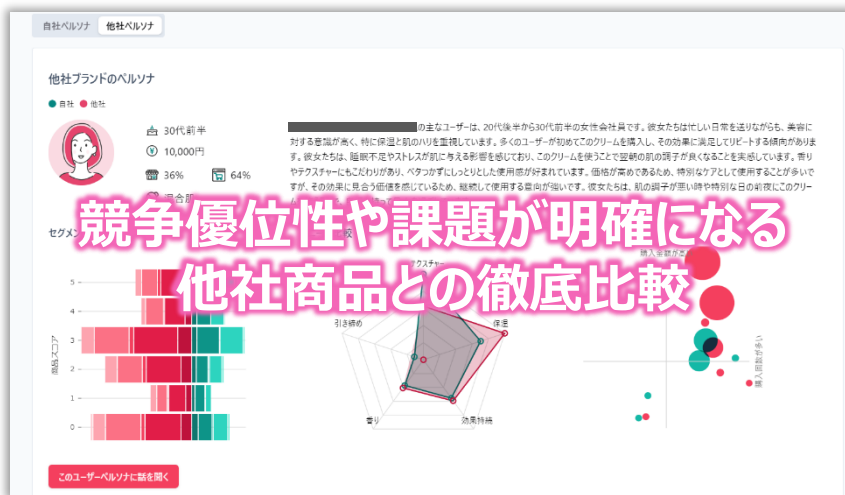 自社ペルソナ 他社ペルソナ
他社ブランドのペルソナ
自社 他社
30代前半
10,000円
36% 64%
の主なユーザーは、20代後半から30代前半の女性会社員です。彼女たちは忙しい日常を送りながらも、美容に
対する意識が高く、特に保湿と肌のハリを重視しています。多くのユーザーが初めてこのクリームを購入し、その効果に満足してリピートする傾向がありま
す。彼女たちは、睡眠不足やストレスが肌に与える影響を感じており、このクリームを使うことで翌朝の肌の調子が良くなることを実感しています。香り
やテクスチャーにもこだわりがあり、ベタつかずにしっとりとした使用感が好まれています。価格が高めであるため、特別なケアとして使用することが多いで
すが、その効果に見合う価値を感じているため、継続して使用する意向が強いです。彼女たちは、肌の調子が悪い時や特別な日の前夜にこのクリー
競争優位性や課題が明確になる
他社商品との徹底比較
セグメン
商品スコア
5
4
3
2
1
0
テクスチャー
保湿
効果持続
香り
引き締め
購入金額が高
購入回数が多い
このユーザーペルソナに話を聞く